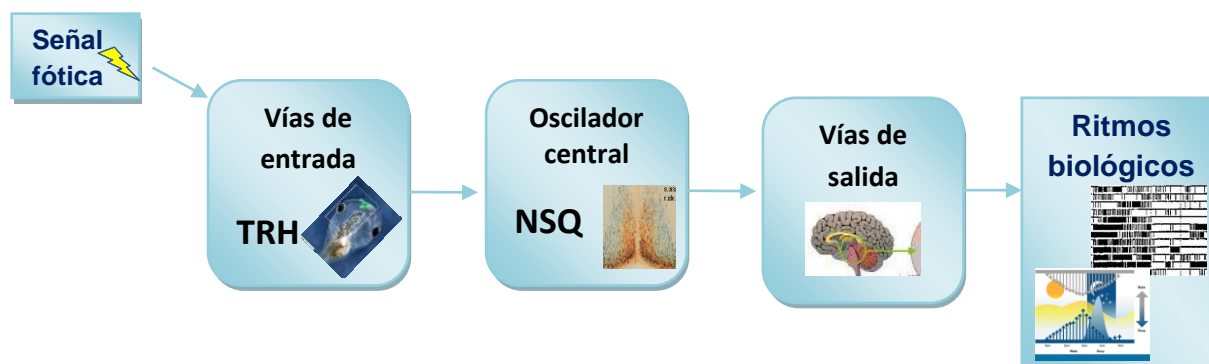 Señal
fótica
Vías de
entrada
TRH
Oscilador
central
NSQ
Vías de
salida
Ritmos
biológicos